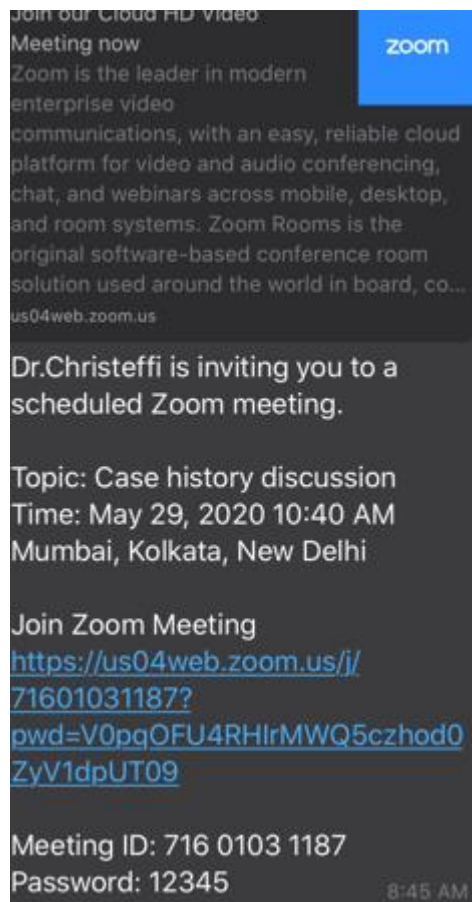 Join our Cloud HD Video
Meeting now
zoom
Zoom is the leader in modern
enterprise video
communications, with an easy, reliable cloud
platform for video and audio conferencing,
chat, and webinars across mobile, desktop,
and room systems. Zoom Rooms is the
original software-based conference room
solution used around the world in board, co...
us04web.zoom.us
Dr.Christeffi is inviting you to a
scheduled Zoom meeting.
Topic: Case history discussion
Time: May 29, 2020 10:40 AM
Mumbai, Kolkata, New Delhi
Join Zoom Meeting
https://us04web.zoom.us/j/
71601031187?
pwd=V0pqOFU4RHIrMWQ5czhod0
ZyV1dpUT09
Meeting ID: 716 0103 1187
Password: 12345
8:45 AM